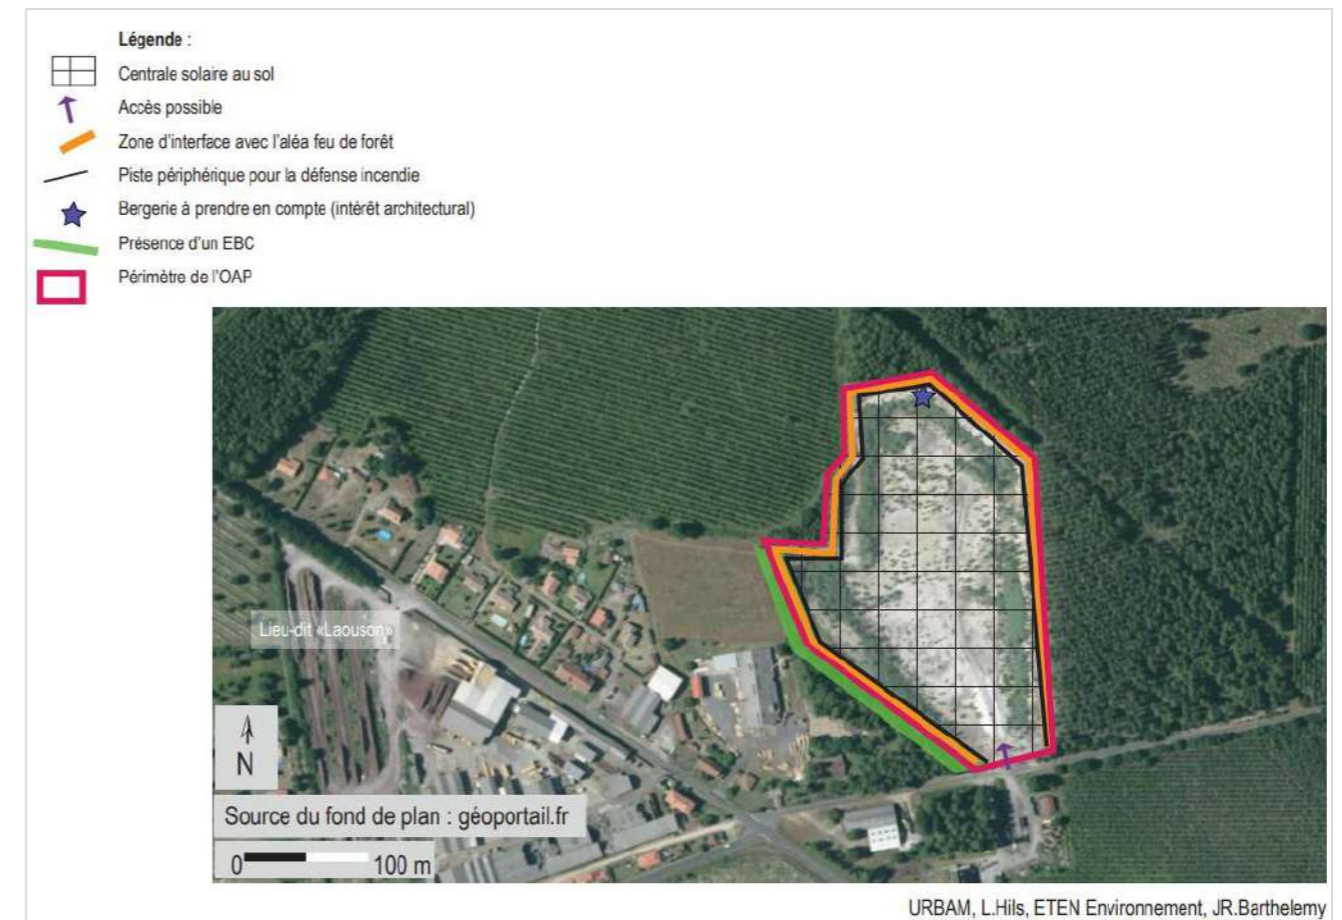 Légende :
Centrale solaire au sol
Accès possible
Zone d'interface avec l'aléa feu de forêt
Piste périphérique pour la défense incendie
Bergerie à prendre en compte (intérêt architectural)
Présence d'un EBC
Périmètre de l'OAP
Lieu-dit «Laouson»
N
Source du fond de plan : géoportail.fr
0 100 m
URBAM, L.Hils, ETEN Environnement, JR.Barthelemy